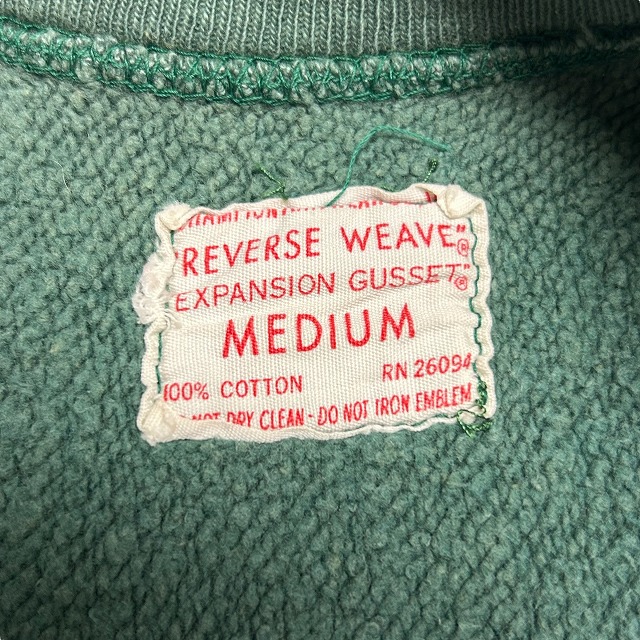 "REVERSE WEAVE"®
"EXPANSION GUSSET"®
MEDIUM
100% COTTON RN 26094
NOT DRY CLEAN - DO NOT IRON EMBLEM